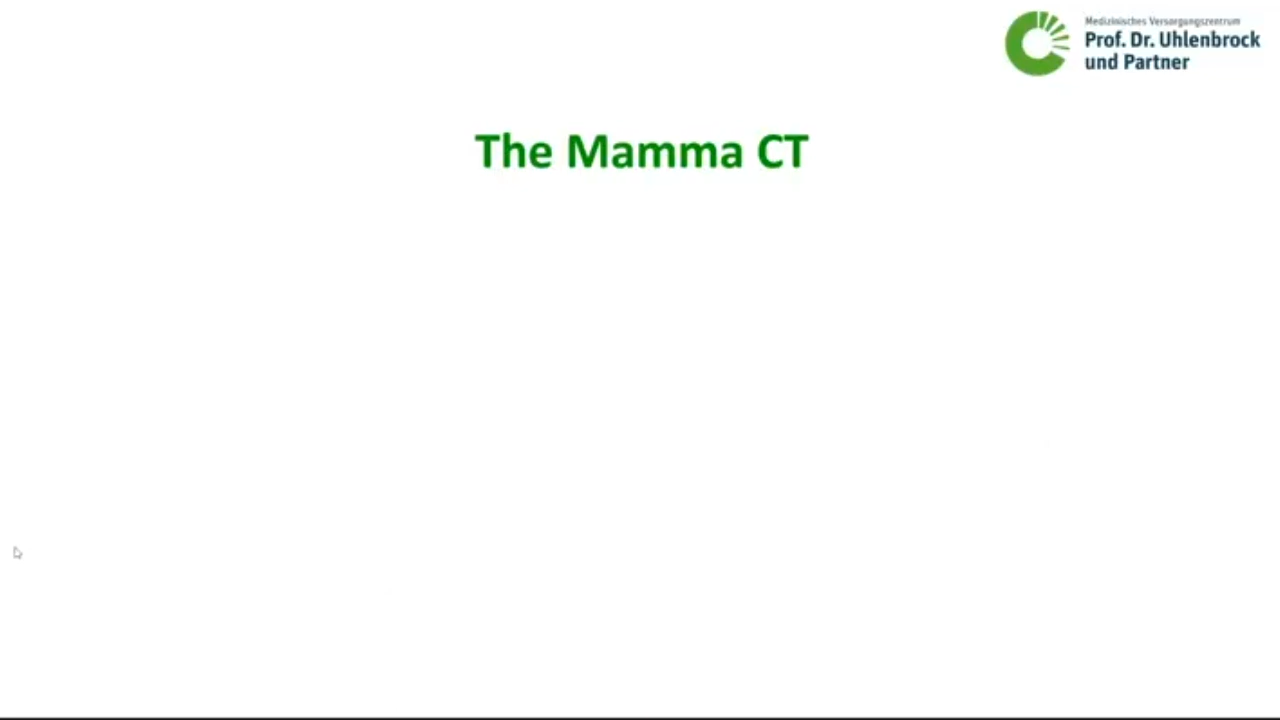 Medizinisches Versorgungszentrum
Prof. Dr. Uhlenbrock
und Partner
The Mamma CT